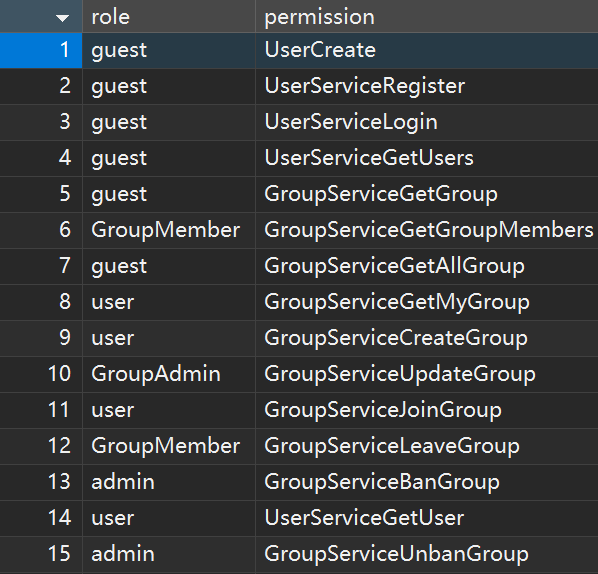 role permission
1 guest UserCreate
2 guest UserServiceRegister
3 guest UserServiceLogin
4 guest UserServiceGetUsers
5 guest GroupServiceGetGroup
6 GroupMember GroupServiceGetGroupMembers
7 guest GroupServiceGetAllGroup
8 user GroupServiceGetMyGroup
9 user GroupServiceCreateGroup
10 GroupAdmin GroupServiceUpdateGroup
11 user GroupServiceJoinGroup
12 GroupMember GroupServiceLeaveGroup
13 admin GroupServiceBanGroup
14 user UserServiceGetUser
15 admin GroupServiceUnbanGroup